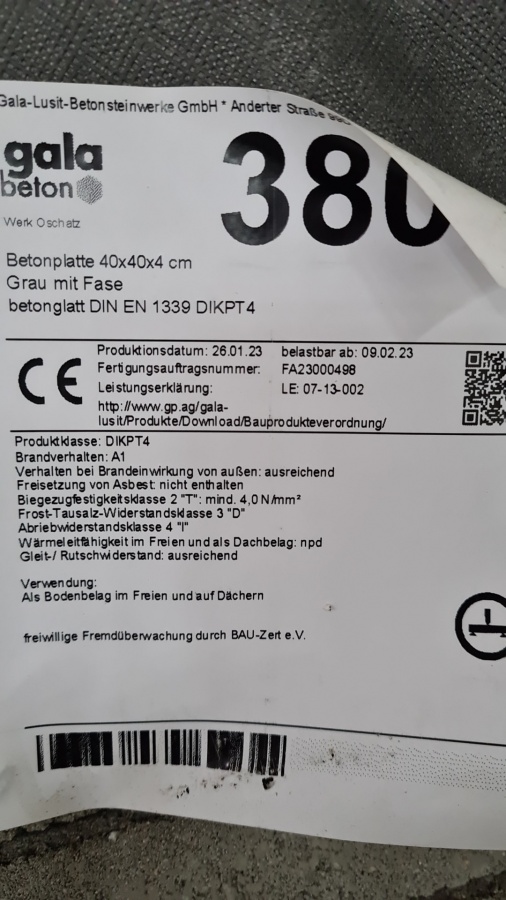 Gala-Lusit-Betonsteinwerke GmbH * Anderter Straße
gala
beton
380
Werk Oschatz
Betonplatte 40x40x4 cm
Grau mit Fase
betonglatt DIN EN 1339 DIKPT4
CE
Produktionsdatum: 26.01.23 belastbar ab: 09.02.23
Fertigungsauftragsnummer: FA23000498
Leistungserklärung: LE: 07-13-002
http://www.gp.ag/gala-
lusit/Produkte/Download/Bauprodukteverordnung/
Produktklasse: DIKPT4
Brandverhalten: A1
Verhalten bei Brandeinwirkung von außen: ausreichend
Freisetzung von Asbest: nicht enthalten
Biegezugfestigkeitsklasse 2 "T": mind. 4,0 N/mm²
Frost-Tausalz-Widerstandsklasse 3 "D"
Abriebwiderstandsklasse 4 "I"
Wärmeleitfähigkeit im Freien und als Dachbelag: npd
Gleit-/ Rutschwiderstand: ausreichend
Verwendung:
Als Bodenbelag im Freien und auf Dächern
freiwillige Fremdüberwachung durch BAU-Zert e.V.